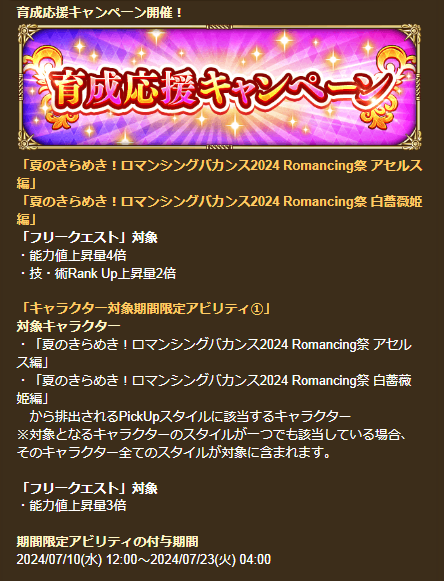 育成応援キャンペーン開催！
育成応援キャンペーン
「夏のきらめき！ロマンシングバカンス2024 Romancing祭 アセルス
編」
「夏のきらめき！ロマンシングバカンス2024 Romancing祭 白薔薇姫
編」
「フリークエスト」対象
・能力値上昇量4倍
・技・術Rank Up上昇量2倍
「キャラクター対象期間限定アビリティ①」
対象キャラクター
・「夏のきらめき！ロマンシングバカンス2024 Romancing祭 アセル
ス編」
・「夏のきらめき！ロマンシングバカンス2024 Romancing祭 白薔薇
姫編」
から排出されるPickUpスタイルに該当するキャラクター
※対象となるキャラクターのスタイルが一つでも該当している場合、
そのキャラクター全てのスタイルが対象に含まれます。
「フリークエスト」対象
・能力値上昇量3倍
期間限定アビリティの付与期間
2024/07/10(水) 12:00～2024/07/23(火) 04:00